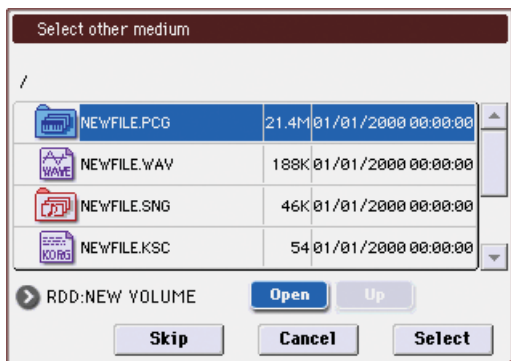 Select other medium
/
NEWFILE.PCG 21.4M 01/01/2000 00:00:00
WAVE NEWFILE.WAV 188K 01/01/2000 00:00:00
NEWFILE.SNG 46K 01/01/2000 00:00:00
KORG NEWFILE.KSC 54 01/01/2000 00:00:00
RDD:NEW VOLUME Open Up
Skip Cancel Select